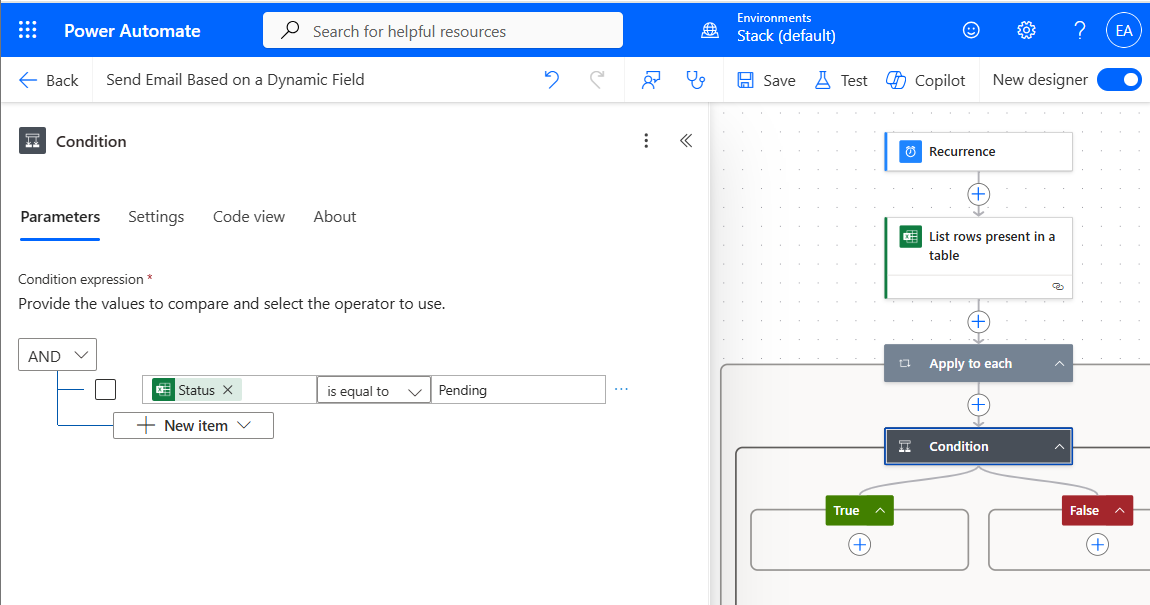 Power Automate
Search for helpful resources
Environments
Stack (default)
?
EA
Back
Send Email Based on a Dynamic Field
Save
Test
Copilot
New designer
Condition
Parameters
Settings
Code view
About
Condition expression *
Provide the values to compare and select the operator to use.
AND
Status
is equal to
Pending
New item
Recurrence
List rows present in a
table
Apply to each
Condition
True
False